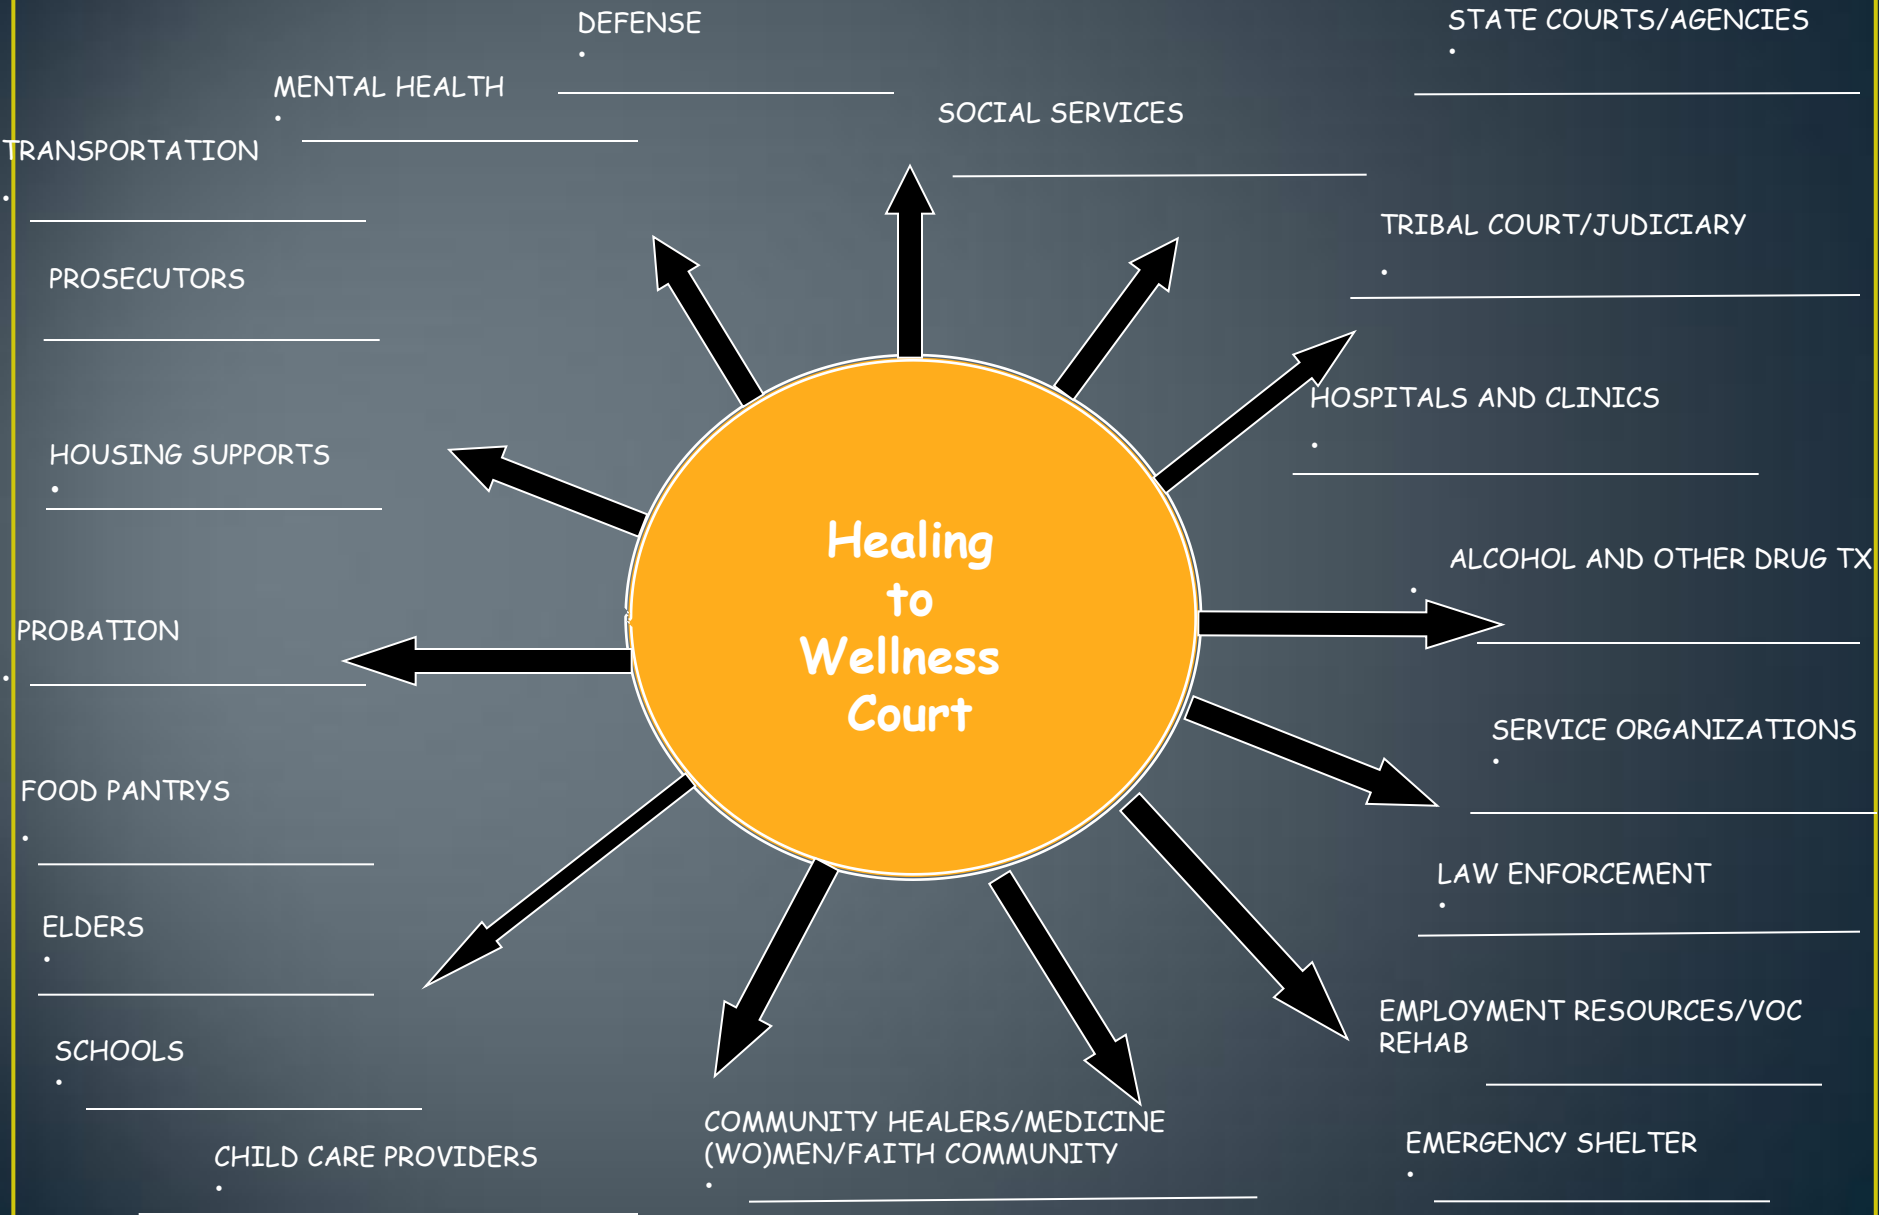 DEFENSE
STATE COURTS/AGENCIES
MENTAL HEALTH
SOCIAL SERVICES
TRANSPORTATION
TRIBAL COURT/JUDICIARY
PROSECUTORS
HOSPITALS AND CLINICS
HOUSING SUPPORTS
Healing
to
Wellness
Court
ALCOHOL AND OTHER DRUG TX
PROBATION
SERVICE ORGANIZATIONS
FOOD PANTRYS
LAW ENFORCEMENT
ELDERS
EMPLOYMENT RESOURCES/VOC
REHAB
SCHOOLS
COMMUNITY HEALERS/MEDICINE
(WO)MEN/FAITH COMMUNITY
EMERGENCY SHELTER
CHILD CARE PROVIDERS